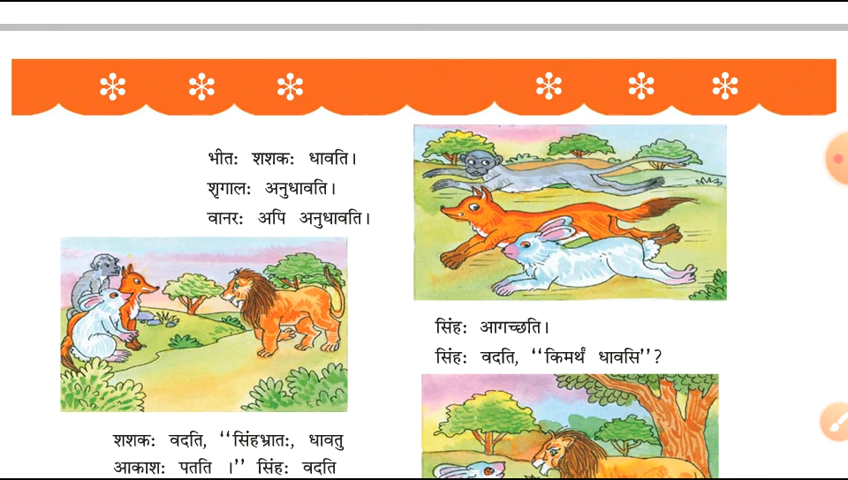 भीतः शशकः धावति।
शृगालः अनुधावति।
वानरः अपि अनुधावति।
सिंहः आगच्छति।
सिंहः वदति, “किमर्थं धावसि”?
शशकः वदति, “सिंहभ्रातः, धावतु
आकाशः पतति ।” सिंहः वदति